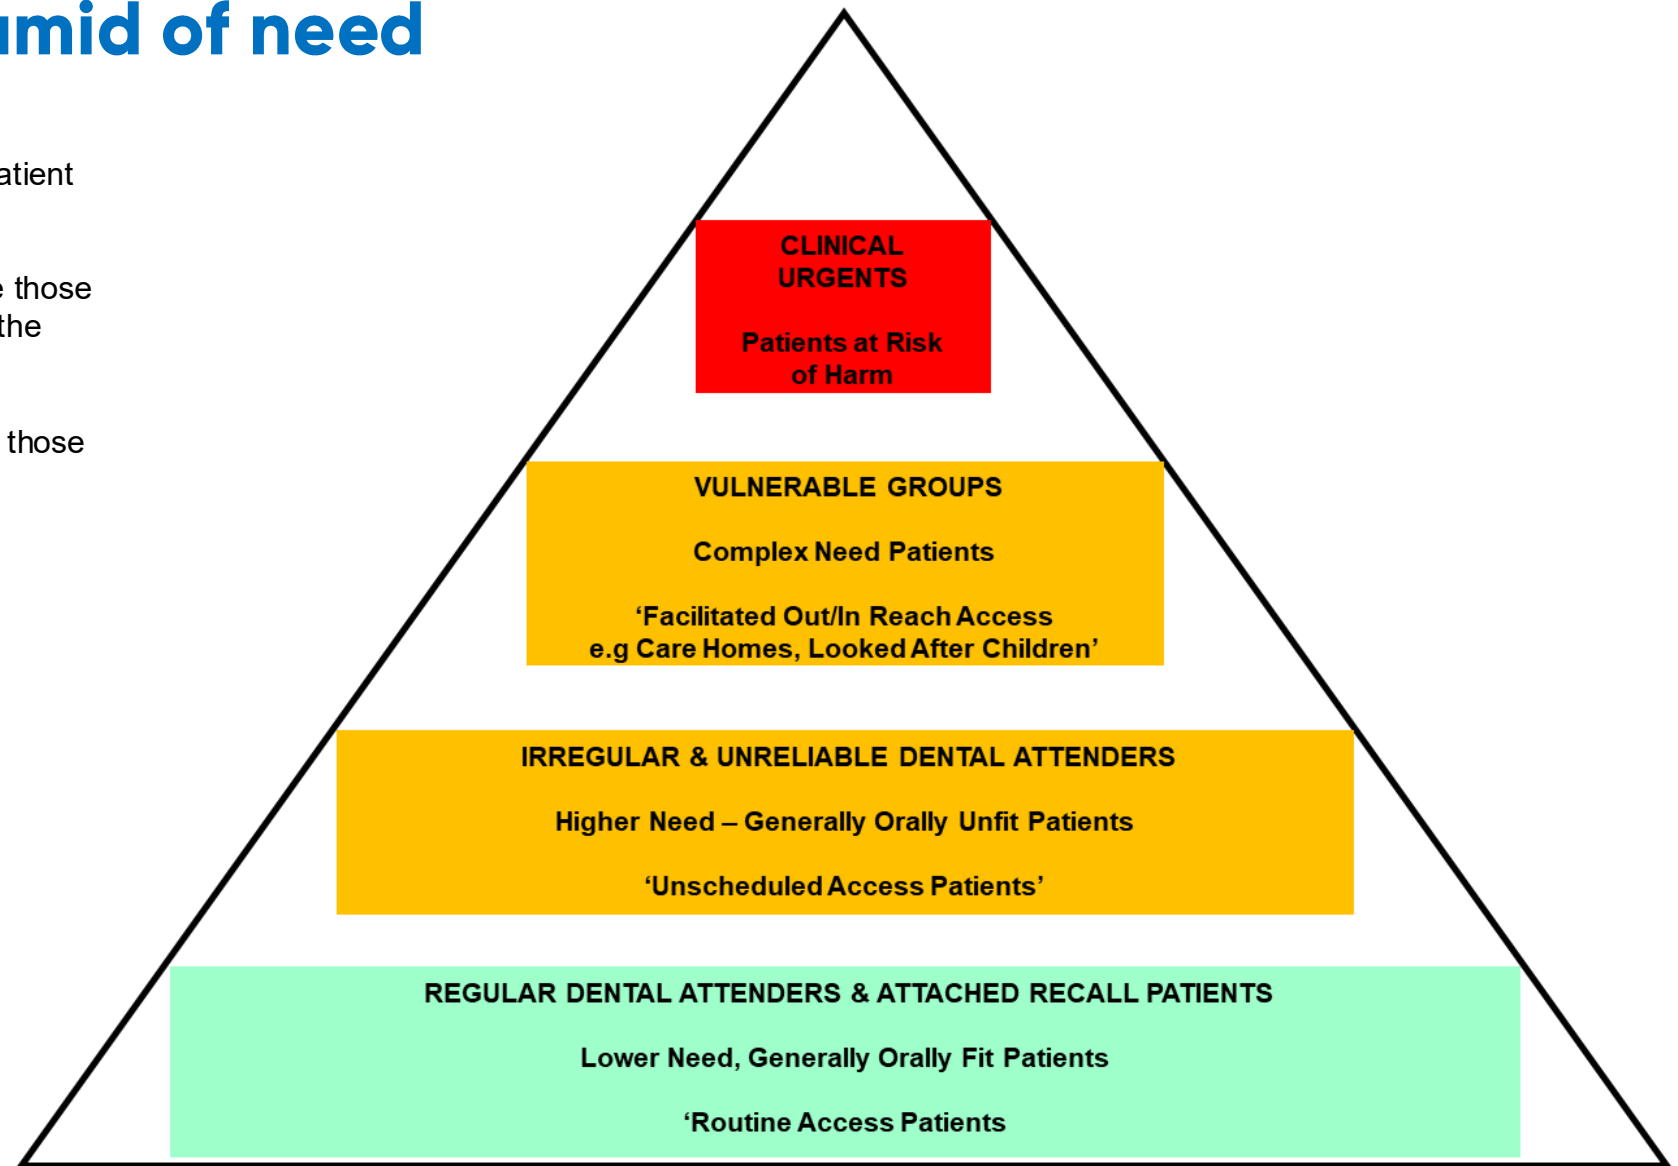 of need
those
the
those
CLINICAL
URGENTS
Patients at Risk
of Harm
VULNERABLE GROUPS
Complex Need Patients
‘Facilitated Out/In Reach Access
e.g Care Homes, Looked After Children’
IRREGULAR & UNRELIABLE DENTAL ATTENDERS
Higher Need – Generally Orally Unfit Patients
‘Unscheduled Access Patients’
REGULAR DENTAL ATTENDERS & ATTACHED RECALL PATIENTS
Lower Need, Generally Orally Fit Patients
‘Routine Access Patients